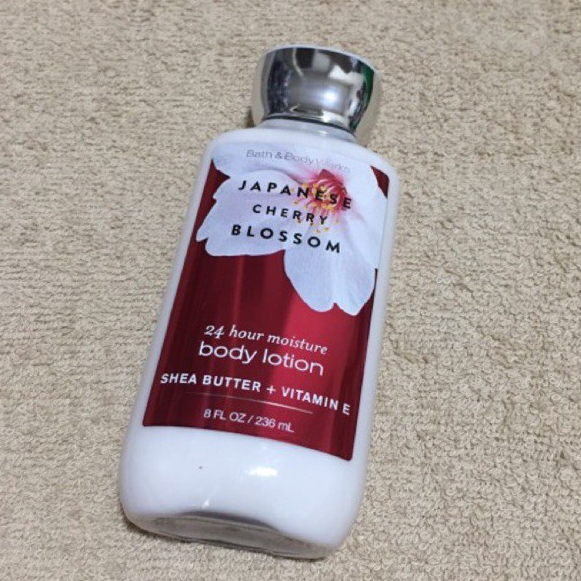 Bath & Body Works
JAPANESE
CHERRY
BLOSSOM
24 hour moisture
body lotion
SHEA BUTTER + VITAMIN E
8 FL OZ / 236 mL